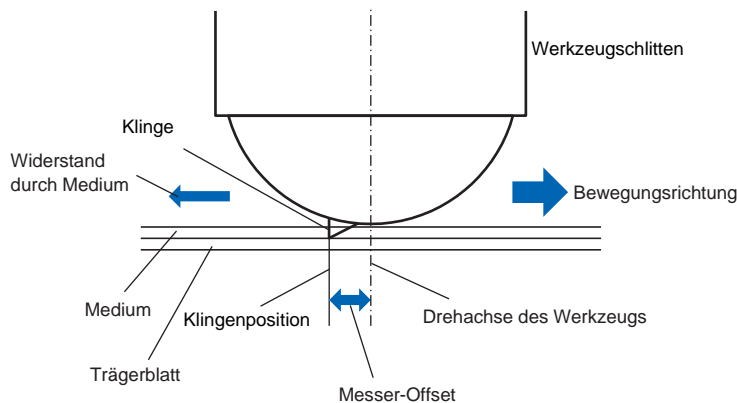 Werkzeugschlitten
Klinge
Widerstand
durch Medium
Bewegungsrichtung
Medium
Klingenposition
Drehachse des Werkzeugs
Trägerblatt
Messer-Offset